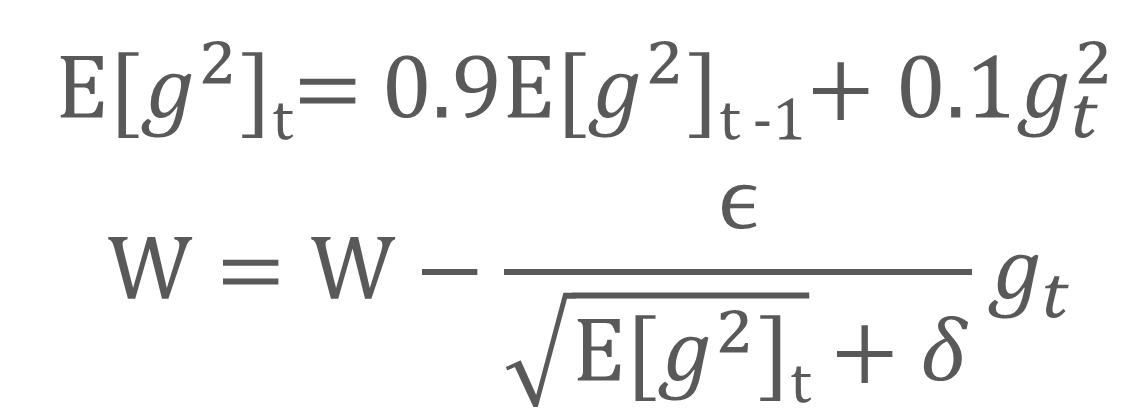 E[g²]ₜ= 0.9E[g²]ₜ₋₁+ 0.1gₜ²
W = W − ϵ / (√(E[g²]ₜ) + δ) gₜ